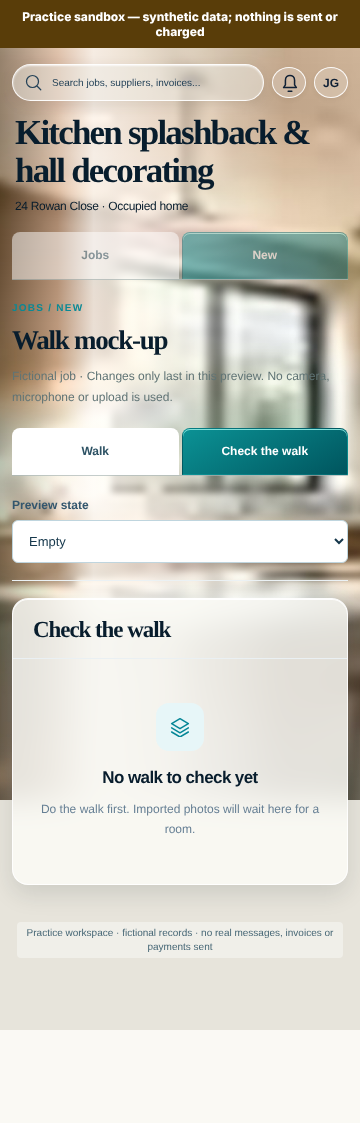 Practice sandbox — synthetic data; nothing is sent or
charged
Search jobs, suppliers, invoices...
JG
Kitchen splashback &
hall decorating
24 Rowan Close · Occupied home
Jobs
New
JOBS / NEW
Walk mock-up
Fictional job · Changes only last in this preview. No camera,
microphone or upload is used.
Walk
Check the walk
Preview state
Empty
Check the walk
No walk to check yet
Do the walk first. Imported photos will wait here for a
room.
Practice workspace · fictional records · no real messages, invoices or
payments sent